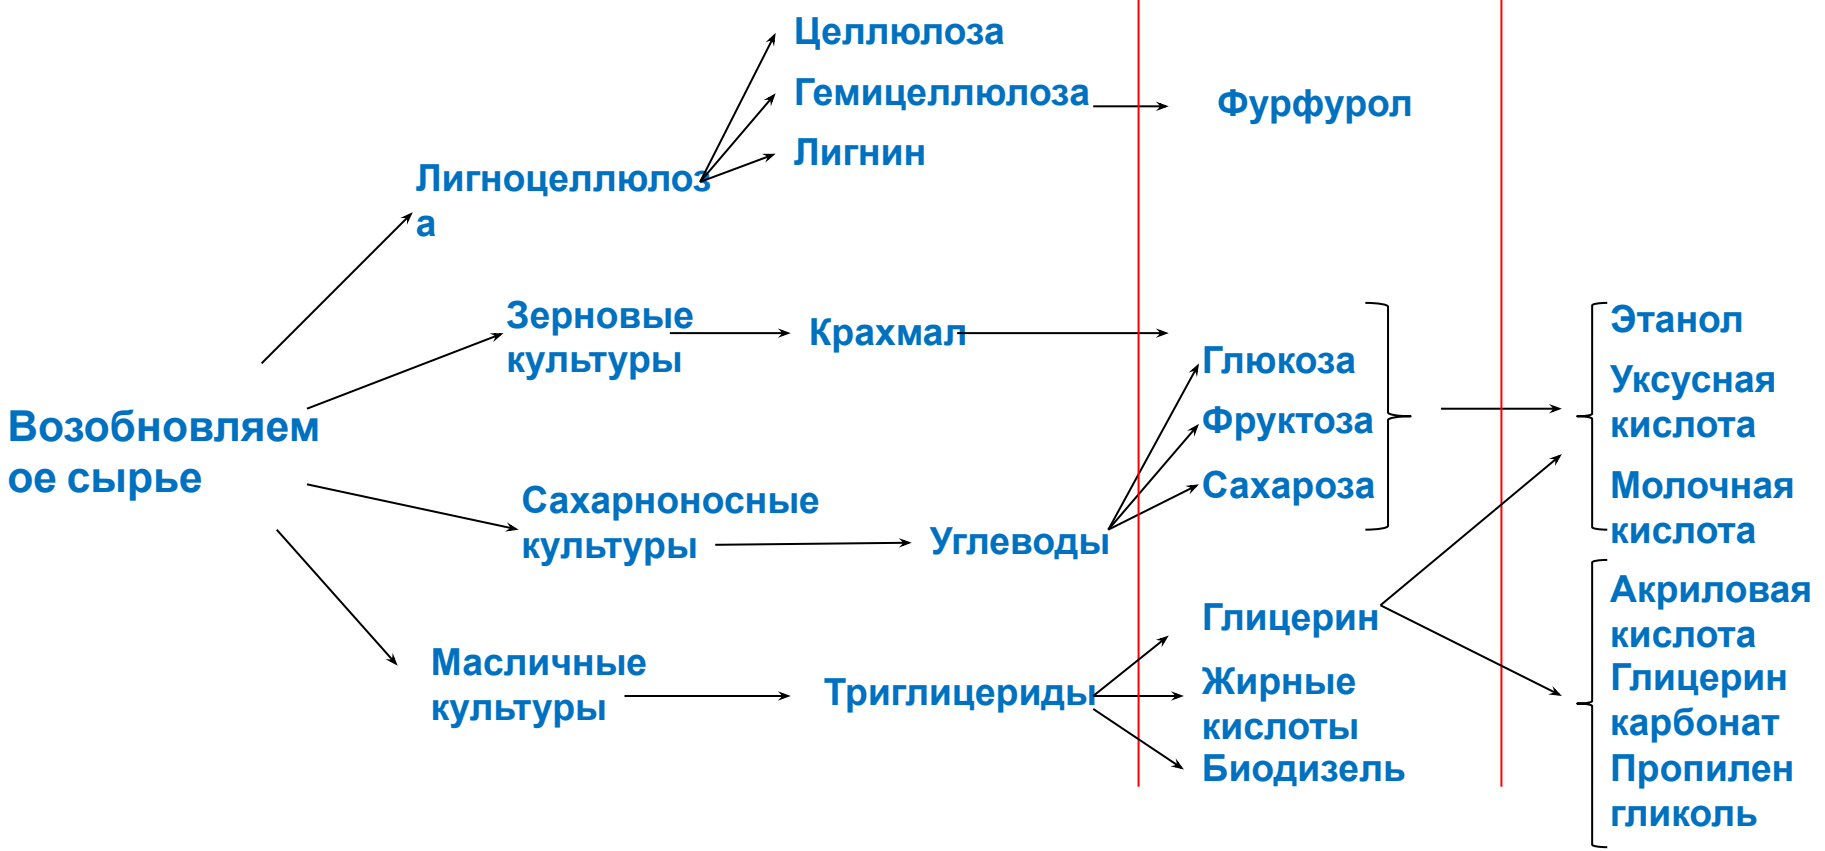 Целлюлоза
Гемицеллюлоза
Лигнин
Фурфурол
Лигноцеллюлоз
а
Зерновые
культуры
Крахмал
Глюкоза
Фруктоза
Сахароза
Этанол
Уксусная
кислота
Молочная
кислота
Возобновляем
ое сырье
Сахарноносные
культуры
Углеводы
Масличные
культуры
Триглицериды
Глицерин
Жирные
кислоты
Биодизель
Акриловая
кислота
Глицерин
карбонат
Пропилен
гликоль